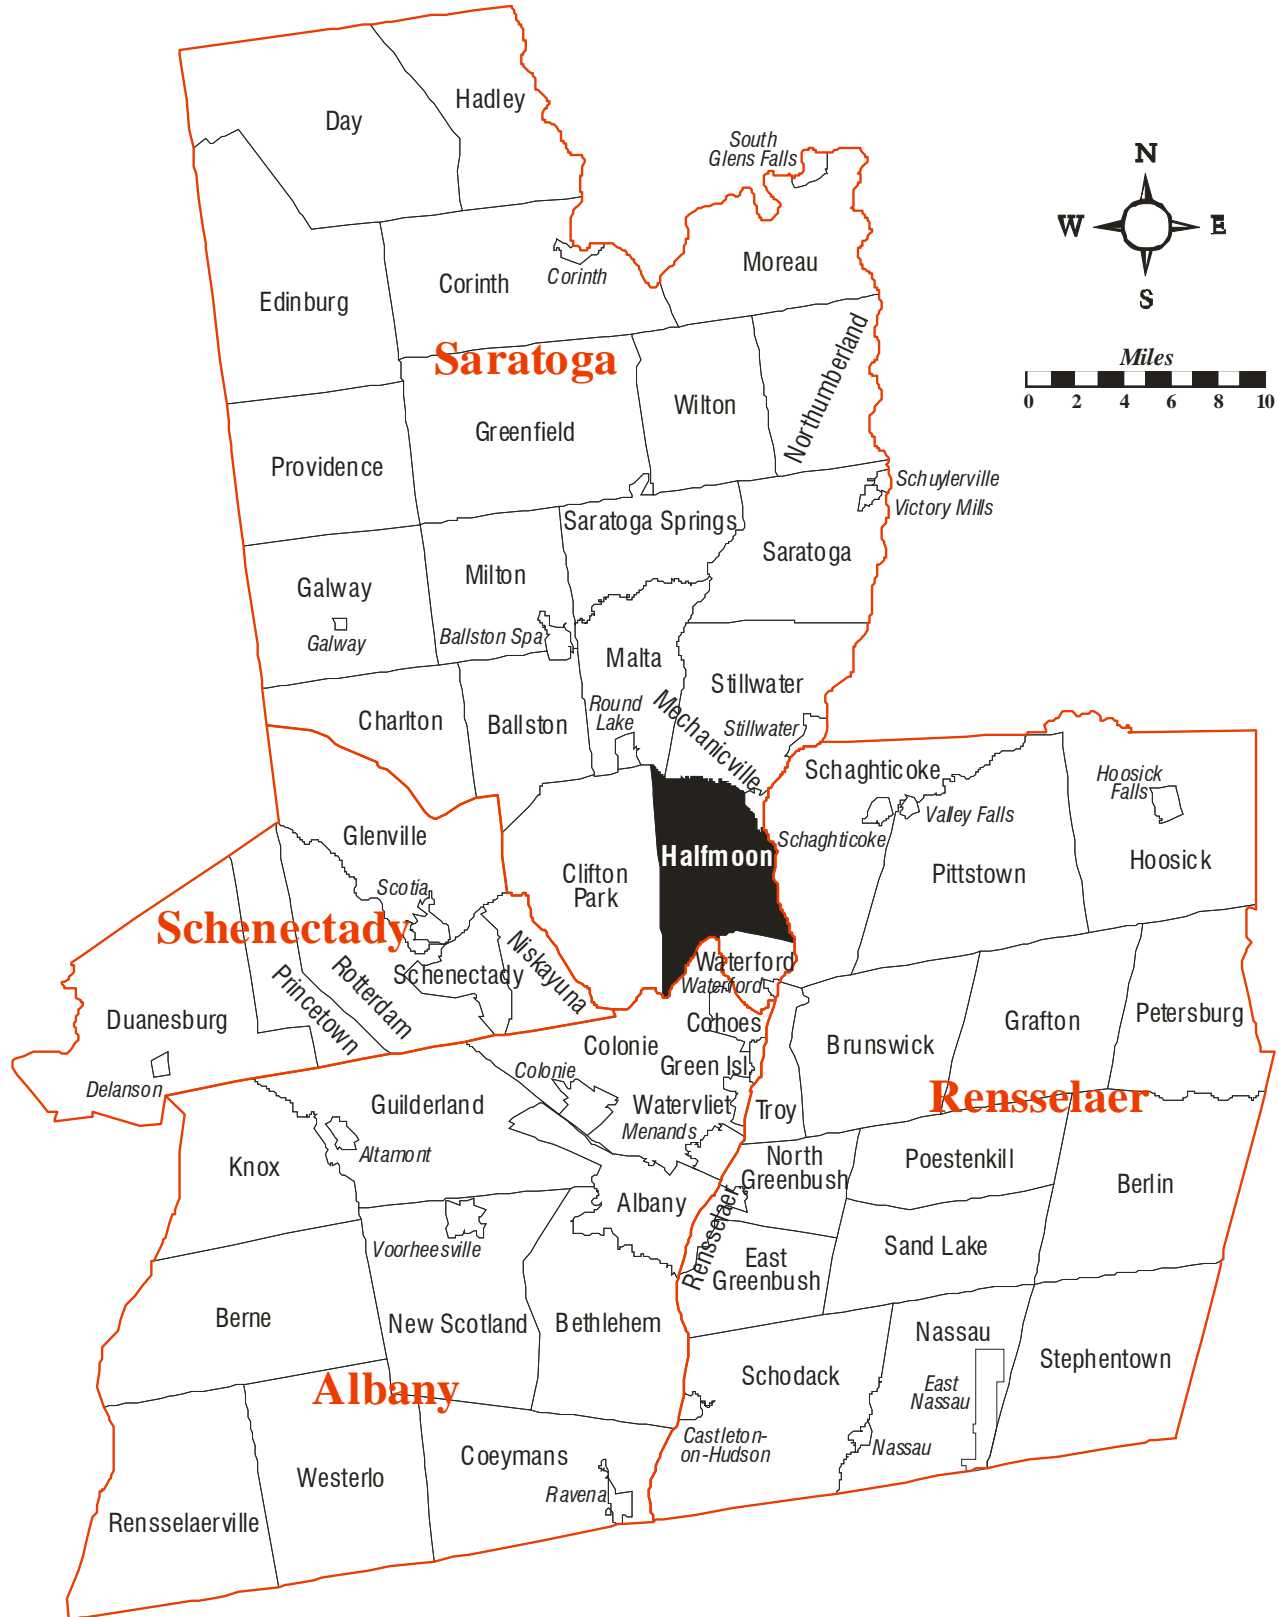 Hadley
Day
South
Glens Falls
N
W
E
S
Moreau
Corinth
Corinth
Edinburg
Saratoga
Northumberland
Miles
0 2 4 6 8 10
Wilton
Greenfield
Providence
Schuylerville
Victory Mills
Saratoga Springs
Saratoga
Milton
Galway
Galway
Ballston Spa
Malta
Stillwater
Round
Lake
Mechanicville
Stillwater
Charlton
Ballston
Schaghticoke
Hoosick
Falls
Valley Falls
Schaghticoke
Glenville
Halfmoon
Hoosick
Clifton
Park
Pittstown
Scotia
Schenectady
Niskayuna
Waterford
Waterford
Schenectady
Rotterdam
Princetown
Duanesburg
Cohoes
Grafton
Petersburg
Colonie
Brunswick
Green Isl.
Colonie
Delanson
Rensselaer
Guilderland
Watervliet
Troy
Menands
Altamont
Knox
North
Greenbush
Poestenkill
Berlin
Albany
Rensselaer
Voorheesville
Sand Lake
East
Greenbush
Berne
New Scotland
Bethlehem
Nassau
Stephentown
Schodack
Albany
East
Nassau
Castleton-
on-Hudson
Nassau
Coeymans
Westerlo
Ravena
Rensselaerville